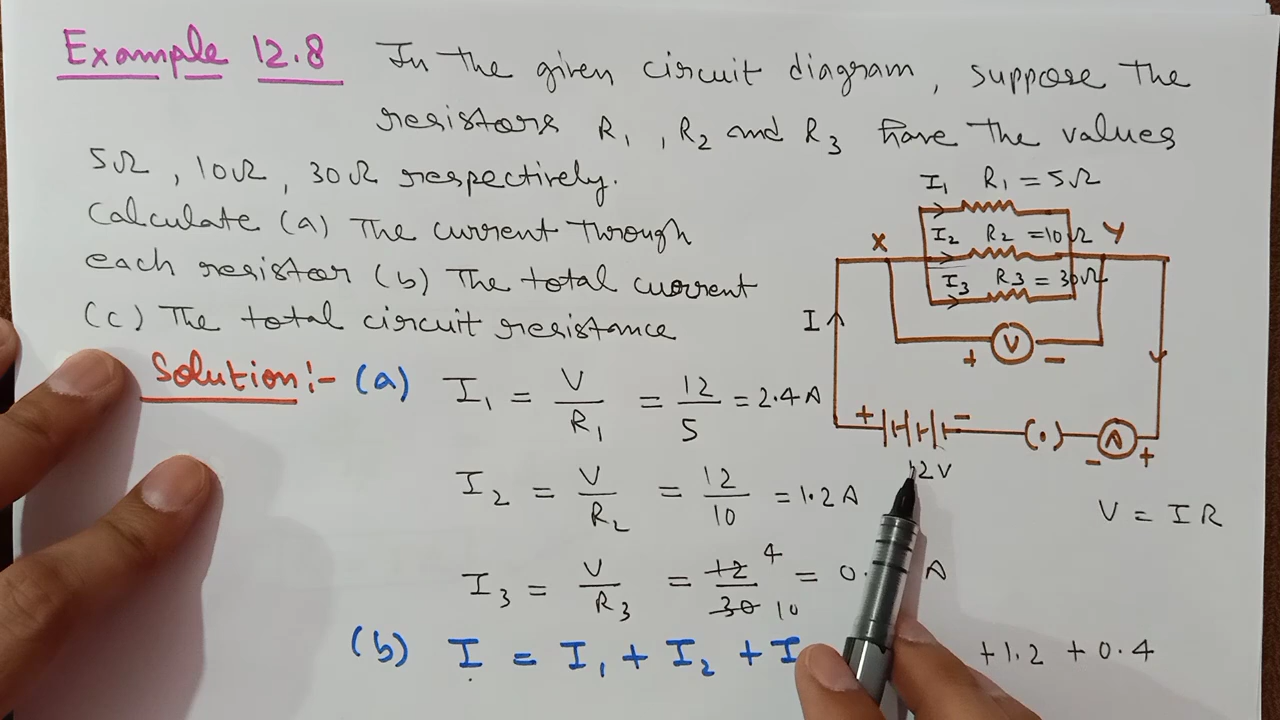 Example 12.8 In the given circuit diagram, suppose the
resistors R1, R2 and R3 have the values
5Ω, 10Ω, 30Ω respectively.
Calculate (a) The current through
each resistor (b) The total current
(c) The total circuit resistance
I1 R1 = 5Ω
X I2 R2 = 10Ω Y
I3 R3 = 30Ω
I
+ V -
+ - (.) - A +
12V
V = IR
Solution:- (a) I1 = V/R1 = 12/5 = 2.4A
I2 = V/R2 = 12/10 = 1.2A
I3 = V/R3 = 12/30 4/10 = 0. A
(b) I = I1 + I2 + I +1.2 +0.4